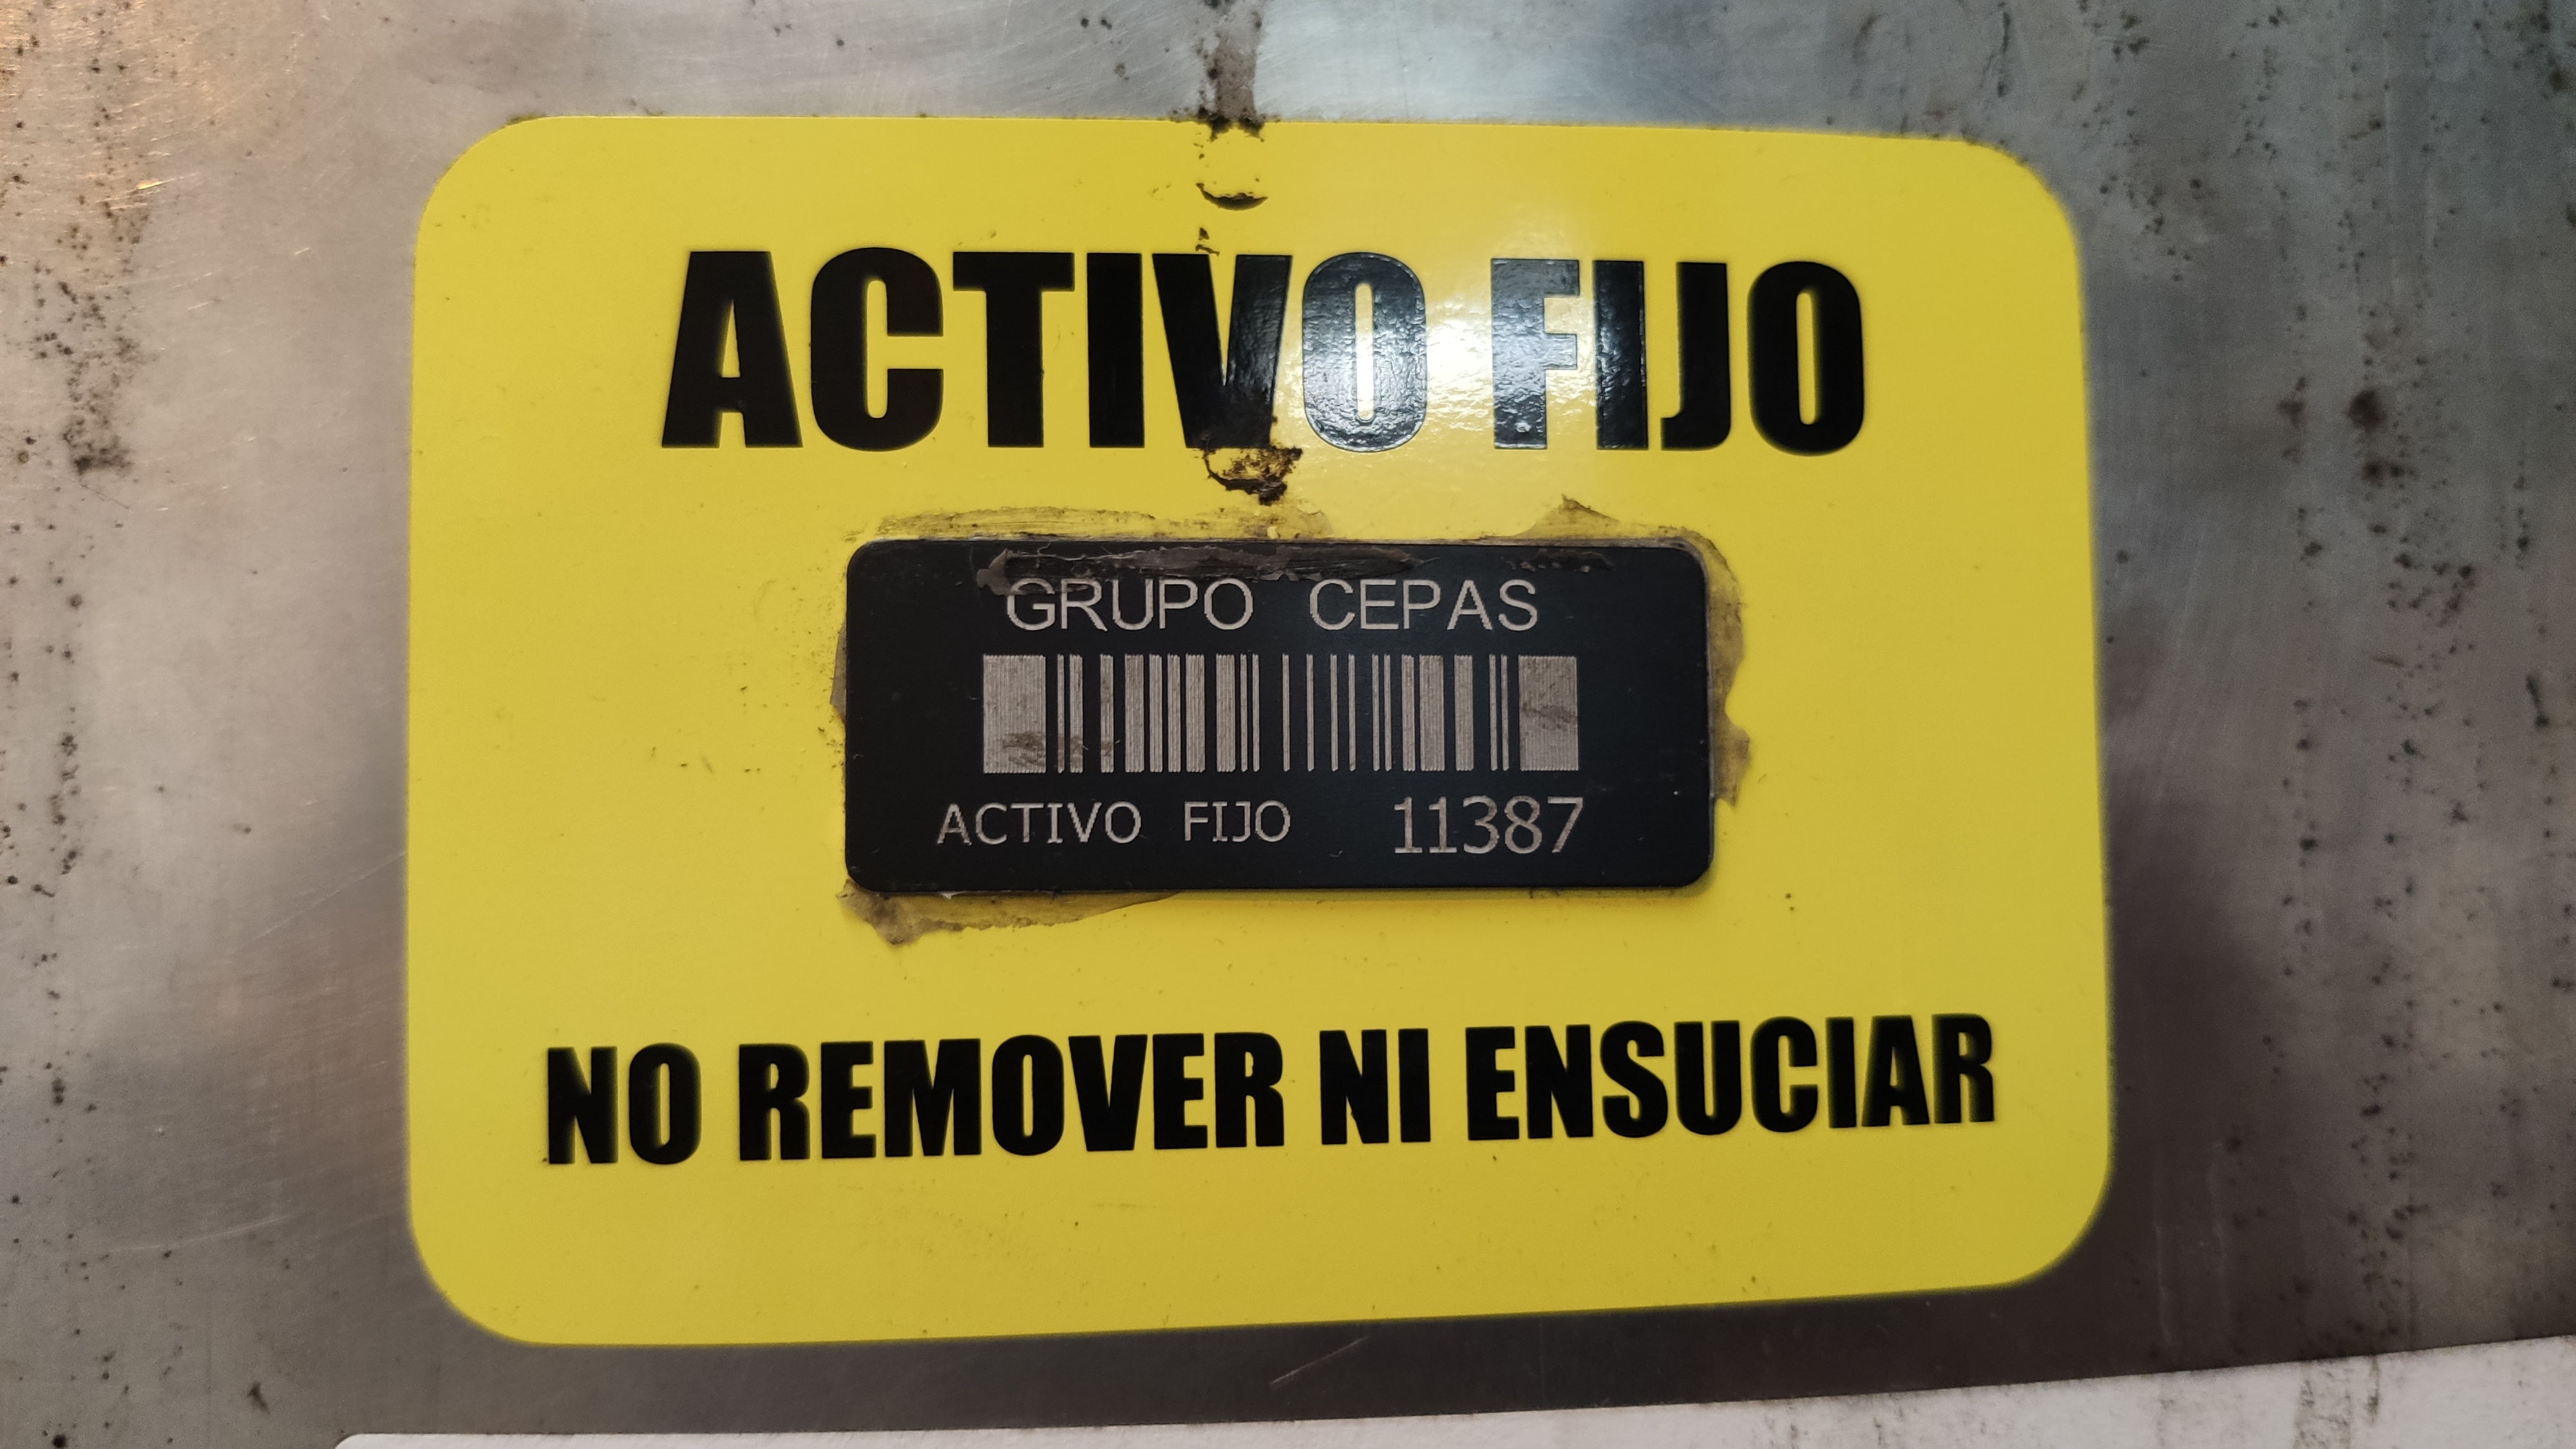 ACTIVO FIJO
GRUPO CEPAS
ACTIVO FIJO 11387
NO REMOVER NI ENSUCIAR